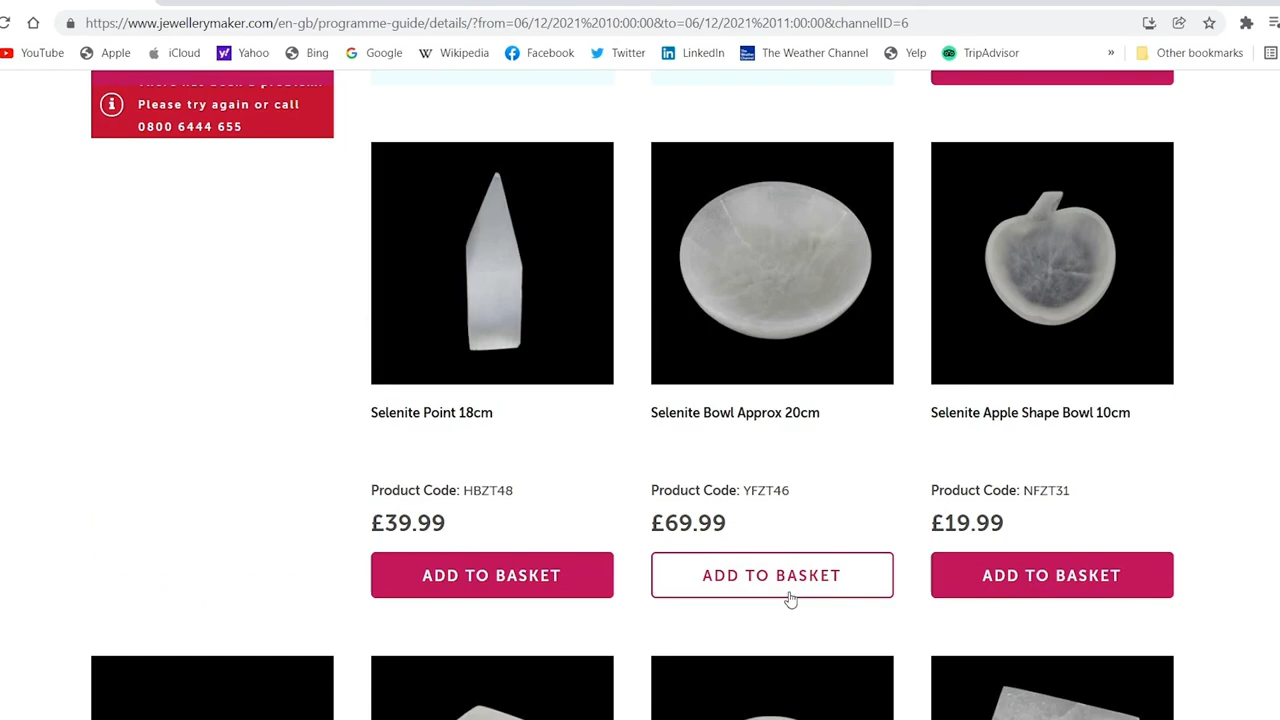 https://www.jewellerymaker.com/en-gb/programme-guide/details/?from=06/12/2021%2010:00:00&to=06/12/2021%2011:00:00&channelID=6
YouTube Apple iCloud Yahoo Bing Google Wikipedia Facebook Twitter LinkedIn The Weather Channel Yelp TripAdvisor » Other bookmarks
There has been a problem.
Please try again or call
0800 6444 655
Selenite Point 18cm
Selenite Bowl Approx 20cm
Selenite Apple Shape Bowl 10cm
Product Code: HBZT48
Product Code: YFZT46
Product Code: NFZT31
£39.99
£69.99
£19.99
ADD TO BASKET
ADD TO BASKET
ADD TO BASKET